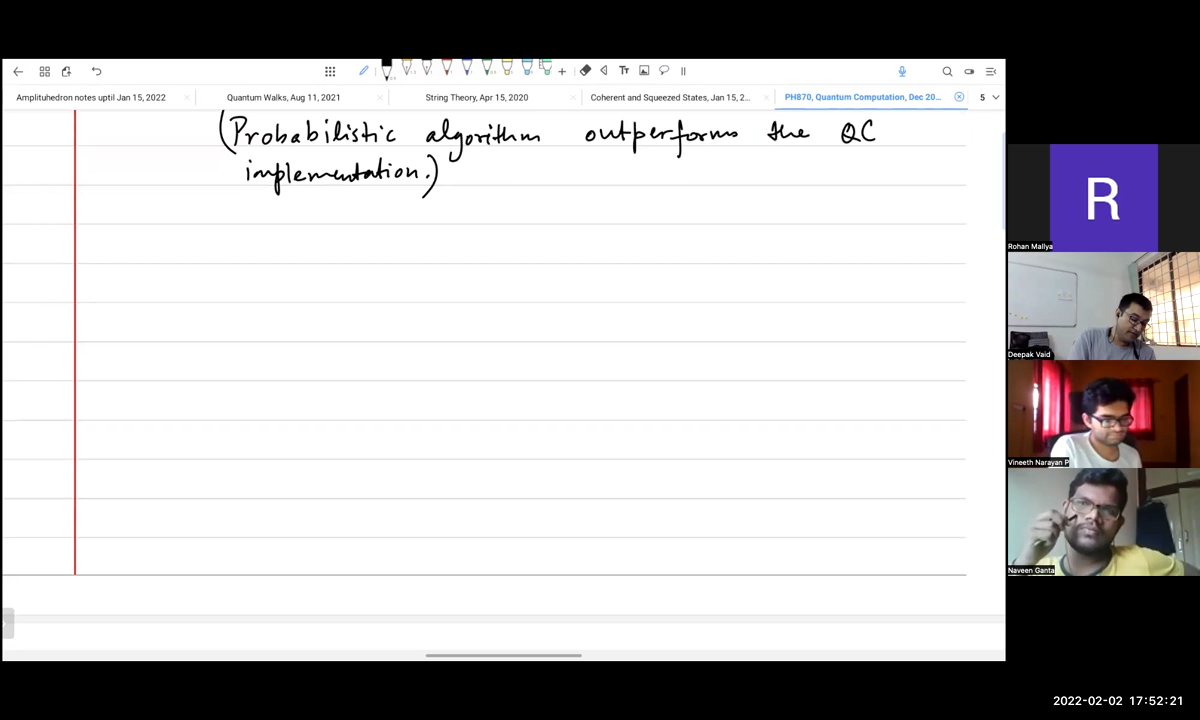 Tт
Amplituhedron notes uptil Jan 15, 2022
Quantum Walks, Aug 11, 2021
String Theory, Apr 15, 2020
Coherent and Squeezed States, Jan 15, 2...
PH870, Quantum Computation, Dec 20...
5
(Probabilistic algorithm outperforms the QC
implementation.)
R
Rohan Mallya
Deepak Vaid
Vineeth Narayan P
Naveen Ganta
2022-02-02 17:52:21